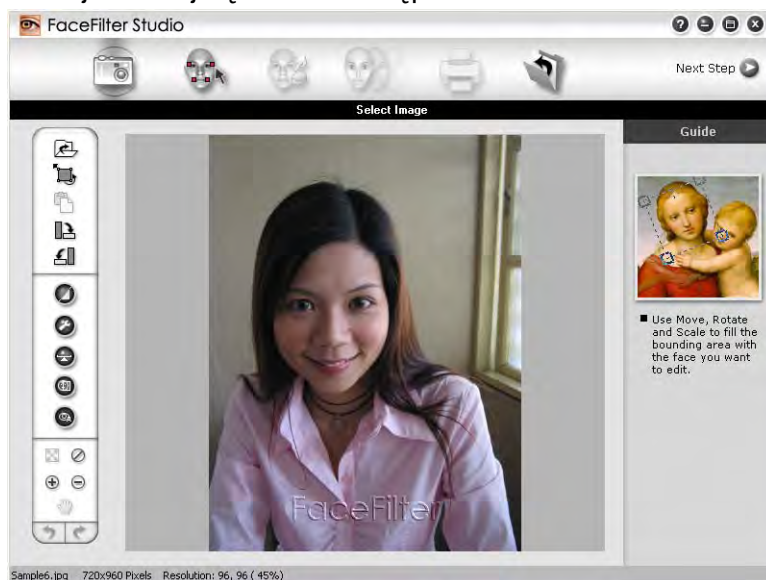 FaceFilter Studio
Next Step
Select Image
Guide
Use Move, Rotate
and Scale to fill the
bounding area with
the face you want
to edit.
FaceFilter
Sample6.jpg 720x960 Pixels Resolution: 96, 96 ( 45%)